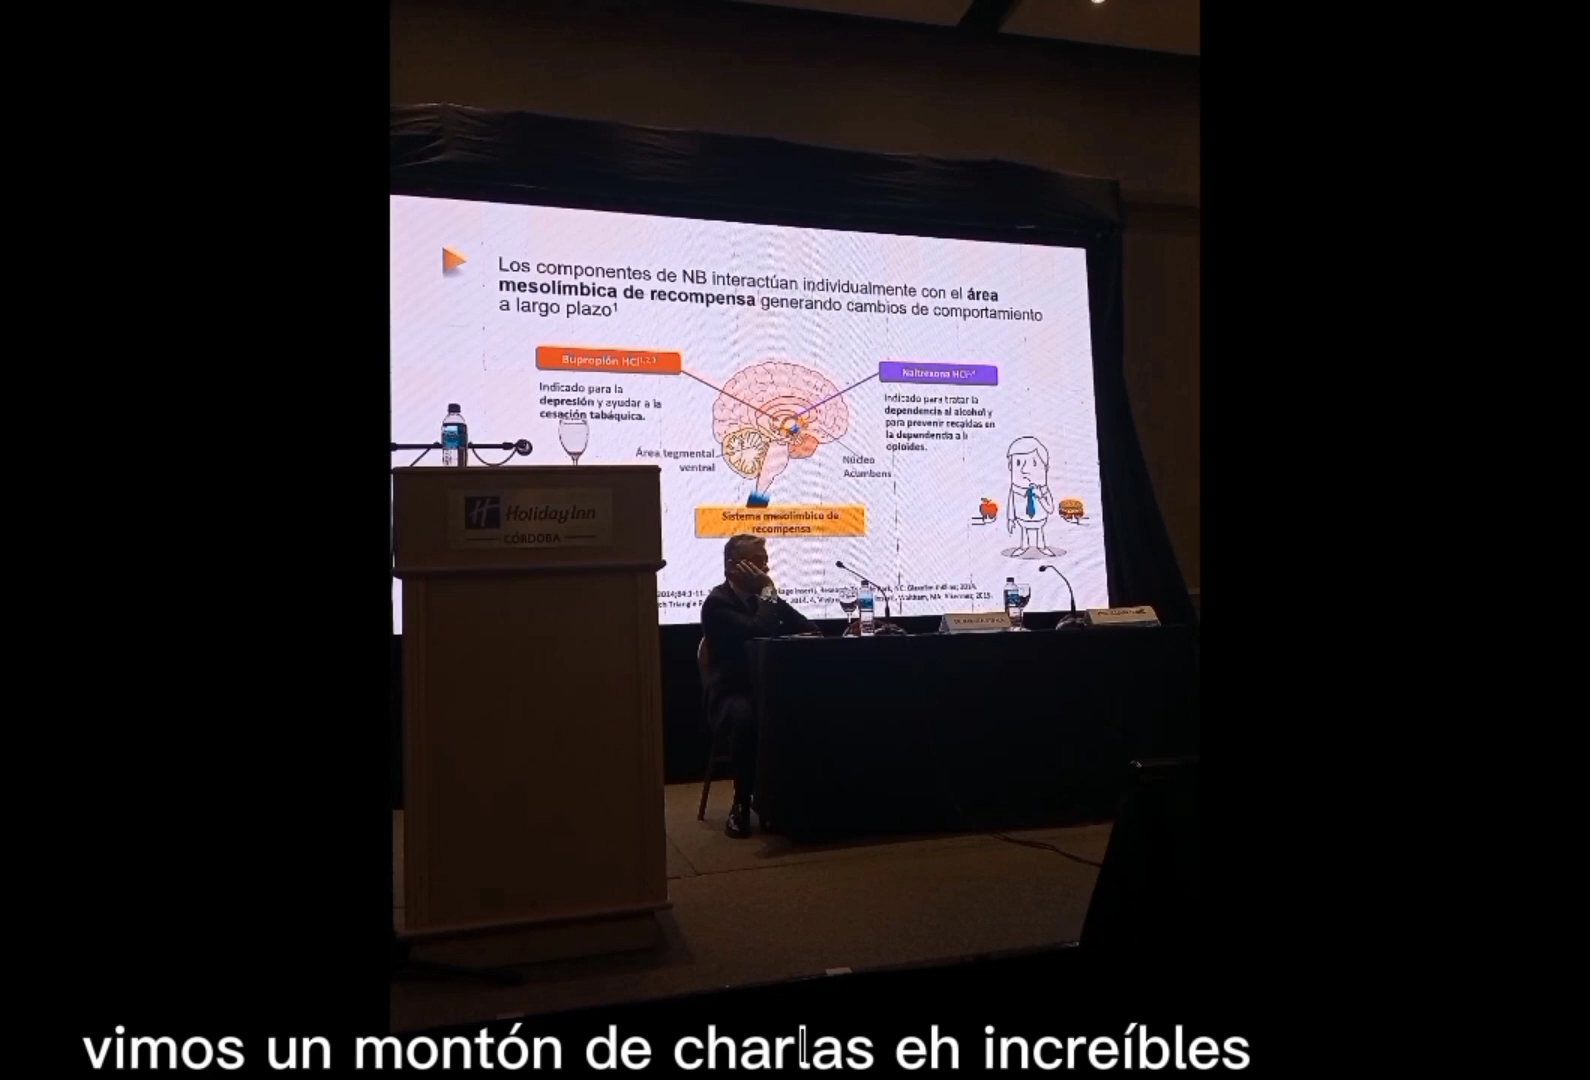 Los componentes de NB interactúan individualmente con el área
mesolímbica de recompensa generando cambios de comportamiento
a largo plazo¹
Bupropión HCl
Indicado para la
depresión y ayudar a la
cesación tabáquica.
Naltrexona HCl
Indicado para tratar la
dependencia al alcohol y
para prevenir recaídas en
la dependencia a
opioides.
Área tegmental
ventral
Núcleo
Acumbens
Sistema mesolímbico de
recompensa
Holiday Inn
CÓRDOBA
vimos un montón de charlas eh increíbles